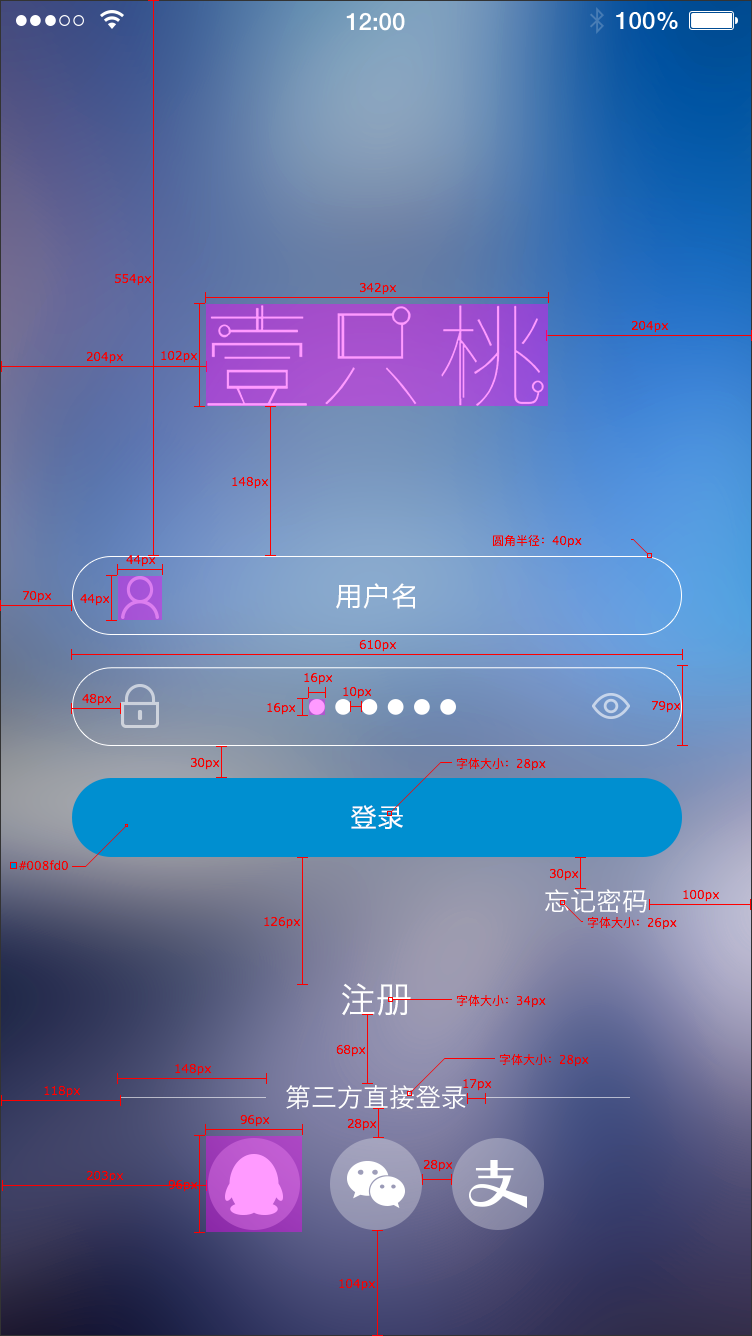 12:00
100%
554px
342px
204px
204px
102px
壹只桃
148px
圆角半径：40px
44px
44px
70px
用户名
610px
16px
48px
10px
16px
79px
30px
字体大小：28px
登录
#008fd0
30px
忘记密码
100px
126px
字体大小：26px
注册
字体大小：34px
68px
字体大小：28px
148px
118px
第三方直接登录
17px
96px
28px
28px
支
104px